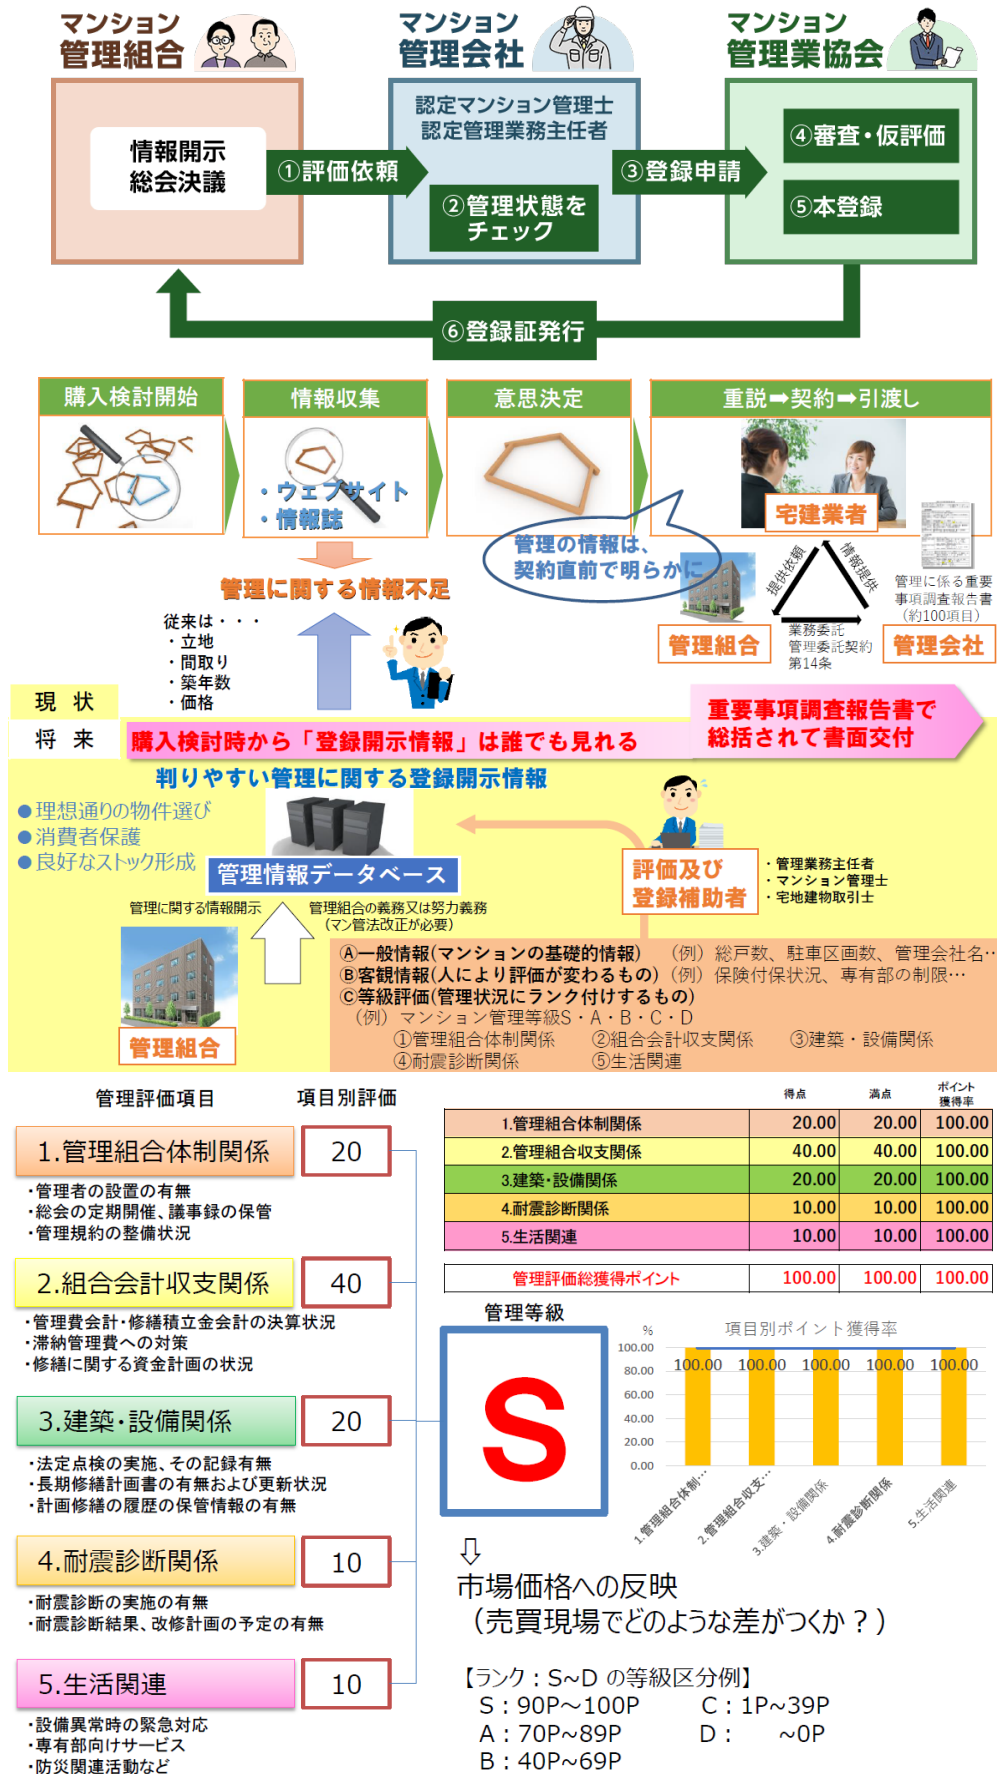 マンション
管理組合
マンション
管理会社
マンション
管理業協会
情報開示
総会決議
①評価依頼
認定マンション管理士
認定管理業務主任者
②管理状態を
チェック
③登録申請
④審査・仮評価
⑤本登録
⑥登録証発行
購入検討開始
情報収集
意思決定
重説➡契約➡引渡し
・ウェブサイト
・情報誌
宅建業者
管理の情報は、
契約直前で明らかに
提供依頼
情報提供
管理に係る重要
事項調査報告書
（約100項目）
管理組合
業務委託
管理委託契約
第14条
管理会社
管理に関する情報不足
従来は・・・
・立地
・間取り
・築年数
・価格
現 状
将 来
購入検討時から「登録開示情報」は誰でも見れる
重要事項調査報告書で
総括されて書面交付
判りやすい管理に関する登録開示情報
●理想通りの物件選び
●消費者保護
●良好なストック形成
管理情報データベース
評価及び
登録補助者
・管理業務主任者
・マンション管理士
・宅地建物取引士
管理に関する情報開示
管理組合の義務又は努力義務
（マン管法改正が必要）
管理組合
Ⓐ一般情報(マンションの基礎的情報) （例）総戸数、駐車区画数、管理会社名…
Ⓑ客観情報(人により評価が変わるもの)（例）保険付保状況、専有部の制限…
Ⓒ等級評価(管理状況にランク付けするもの)
（例）マンション管理等級S・A・B・C・D
①管理組合体制関係 ②組合会計収支関係 ③建築・設備関係
④耐震診断関係 ⑤生活関連
管理評価項目 項目別評価
1.管理組合体制関係 20
・管理者の設置の有無
・総会の定期開催、議事録の保管
・管理規約の整備状況
2.組合会計収支関係 40
・管理費会計・修繕積立金会計の決算状況
・滞納管理費への対策
・修繕に関する資金計画の状況
3.建築・設備関係 20
・法定点検の実施、その記録有無
・長期修繕計画書の有無および更新状況
・計画修繕の履歴の保管情報の有無
4.耐震診断関係 10
・耐震診断の実施の有無
・耐震診断結果、改修計画の予定の有無
5.生活関連 10
・設備異常時の緊急対応
・専有部向けサービス
・防災関連活動など
得点 満点 ポイント
獲得率
1.管理組合体制関係 20.00 20.00 100.00
2.管理組合収支関係 40.00 40.00 100.00
3.建築・設備関係 20.00 20.00 100.00
4.耐震診断関係 10.00 10.00 100.00
5.生活関連 10.00 10.00 100.00
管理評価総獲得ポイント 100.00 100.00 100.00
管理等級
S
% 項目別ポイント獲得率
100.00
80.00
60.00
40.00
20.00
0.00
100.00 100.00 100.00 100.00 100.00
1.管理組合体制…
2.管理組合収支…
3.建築・設備関係
4.耐震診断関係
5.生活関連
⇩
市場価格への反映
（売買現場でどのような差がつくか？）
【ランク：S~D の等級区分例】
S：90P～100P C：1P~39P
A：70P~89P D： ~0P
B：40P~69P